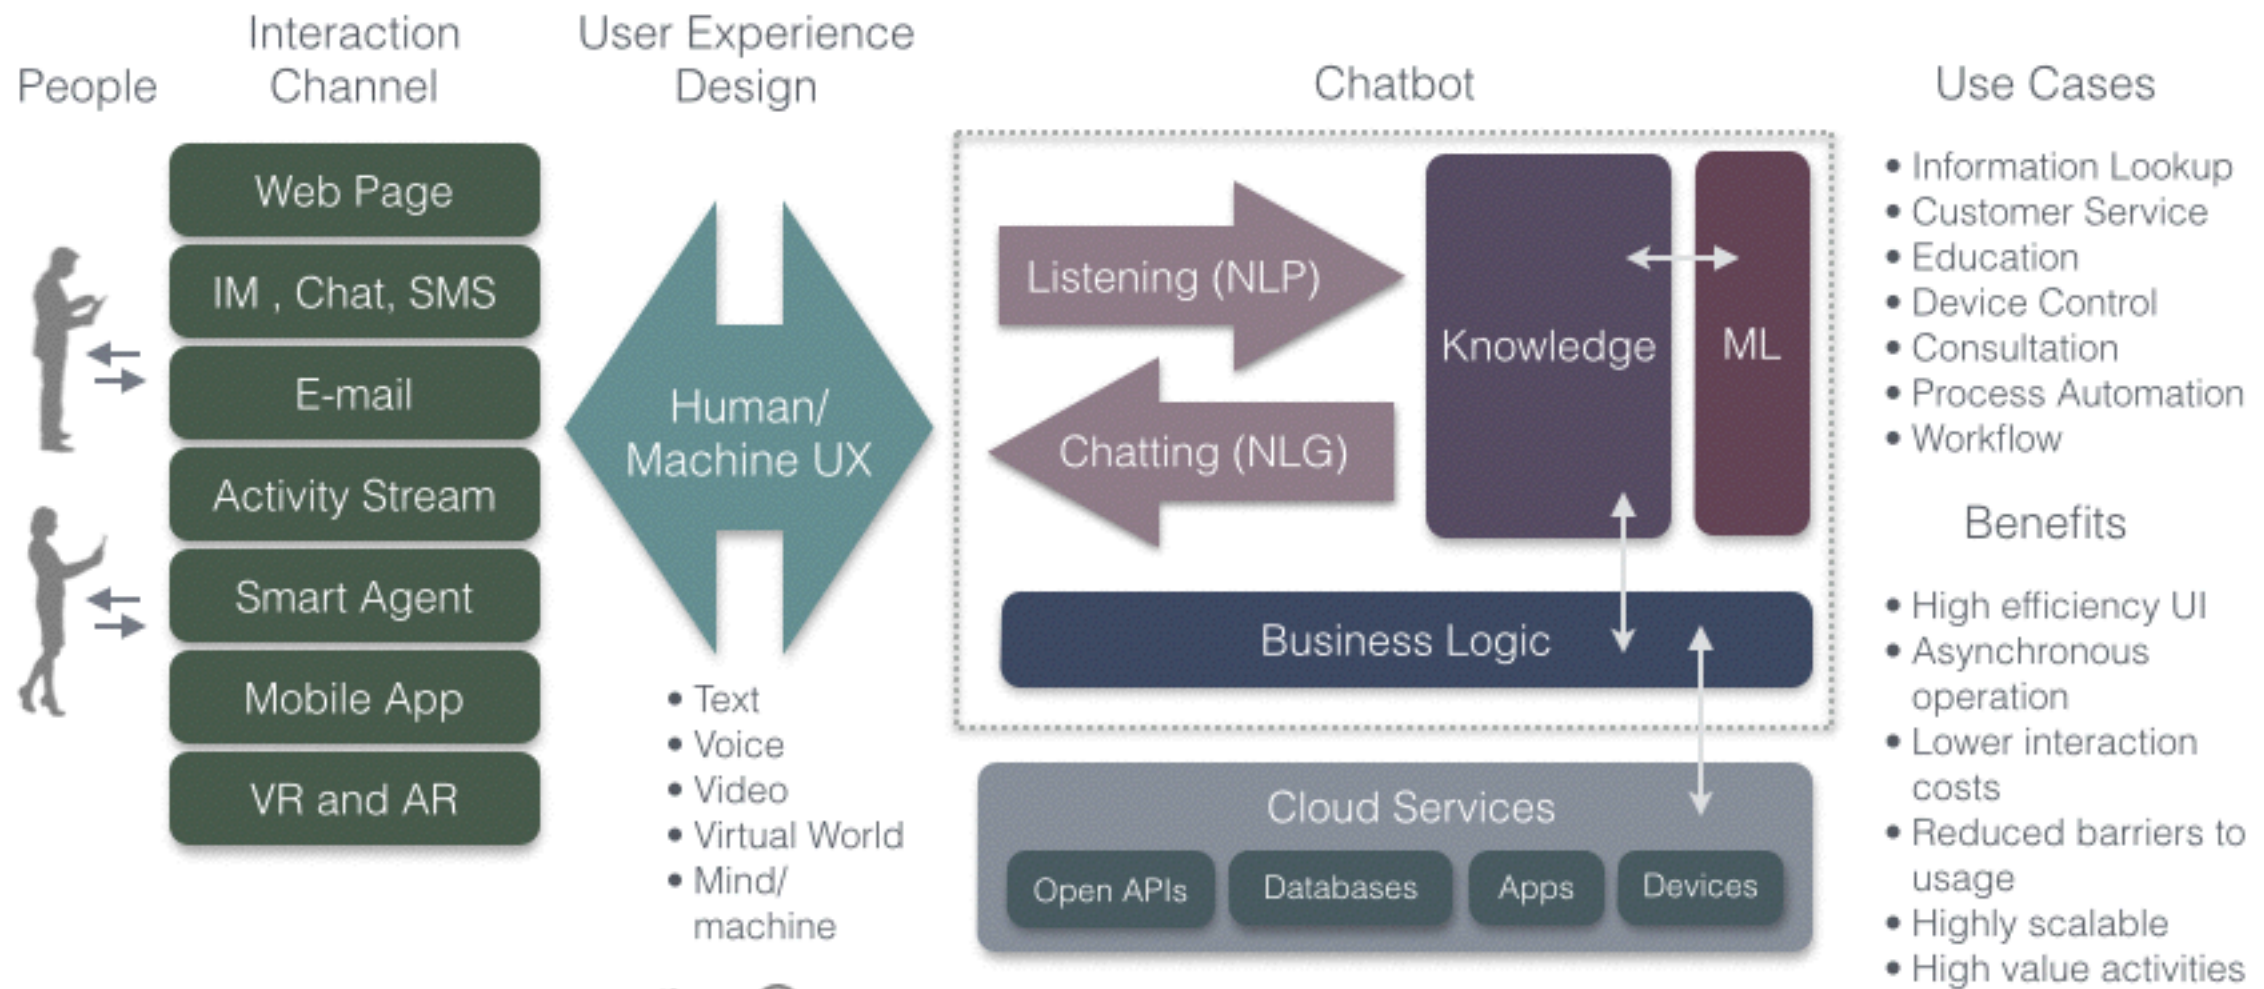 People
Interaction
Channel
User Experience
Design
Chatbot
Use Cases
Web Page
IM , Chat, SMS
E-mail
Activity Stream
Smart Agent
Mobile App
VR and AR
Human/
Machine UX
• Text
• Voice
• Video
• Virtual World
• Mind/
machine
Listening (NLP)
Chatting (NLG)
Knowledge
ML
Business Logic
Cloud Services
Open APIs
Databases
Apps
Devices
• Information Lookup
• Customer Service
• Education
• Device Control
• Consultation
• Process Automation
• Workflow
Benefits
• High efficiency UI
• Asynchronous
operation
• Lower interaction
costs
• Reduced barriers to
usage
• Highly scalable
• High value activities